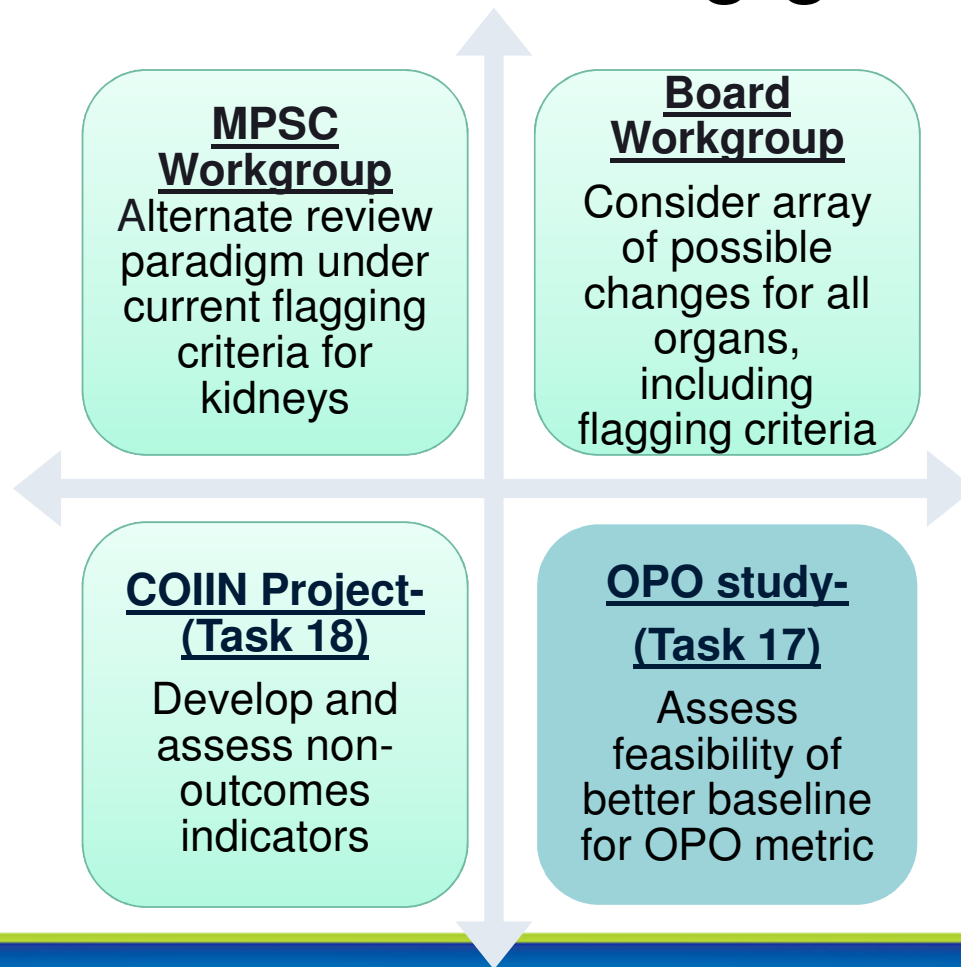 MPSC
Workgroup
Alternate review
paradigm under
current flagging
criteria for
kidneys
Board
Workgroup
Consider array
of possible
changes for all
organs,
including
flagging criteria
COIIN Project-
(Task 18)
Develop and
assess non-
outcomes
indicators
OPO study-
(Task 17)
Assess
feasibility of
better baseline
for OPO metric